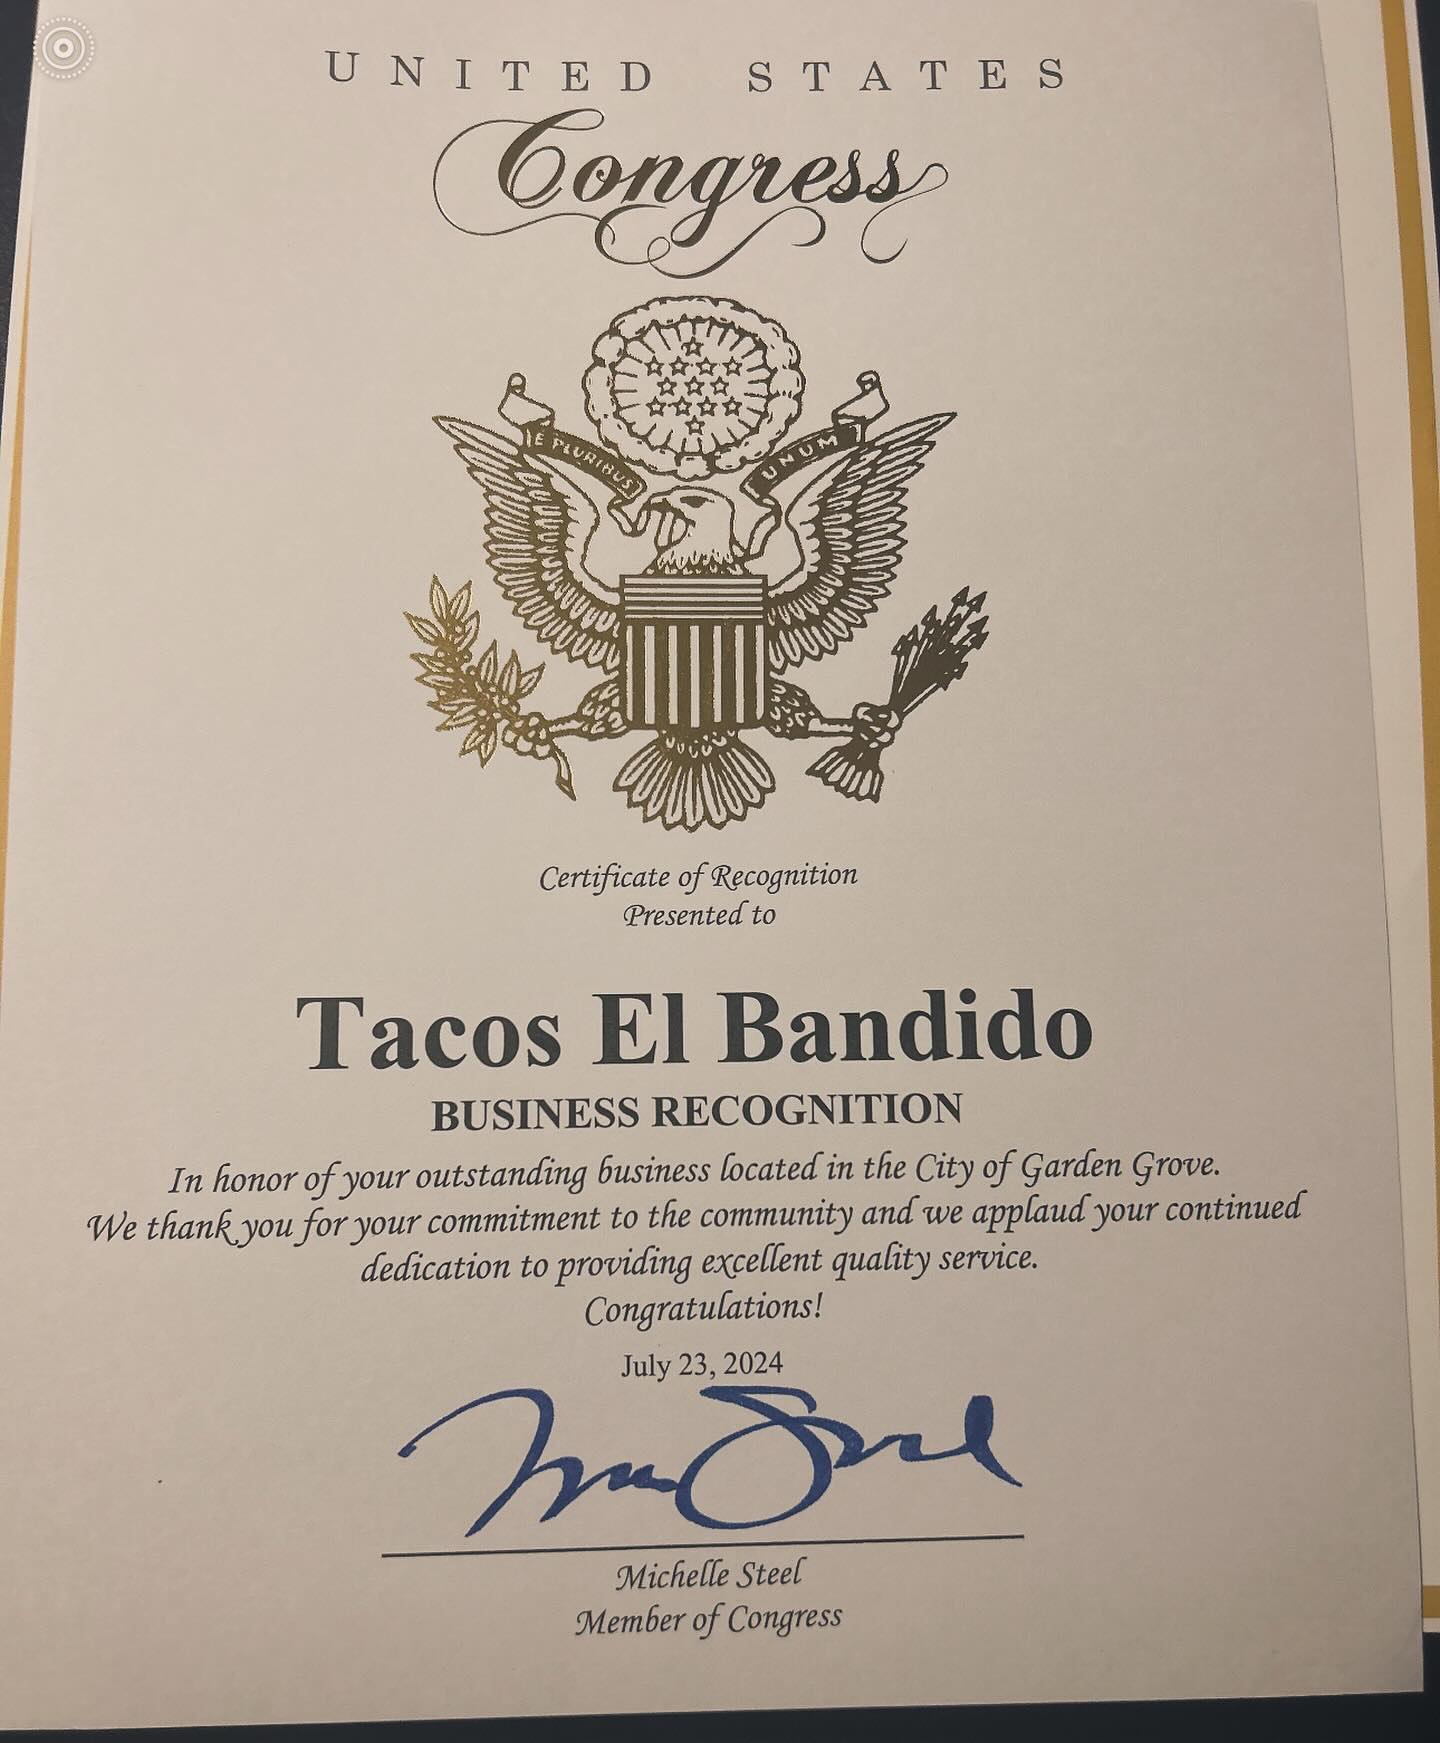 UNITED STATES
Congress
E PLURIBUS UNUM
Certificate of Recognition
Presented to
Tacos El Bandido
BUSINESS RECOGNITION
In honor of your outstanding business located in the City of Garden Grove.
We thank you for your commitment to the community and we applaud your continued
dedication to providing excellent quality service.
Congratulations!
July 23, 2024
Michelle Steel
Member of Congress